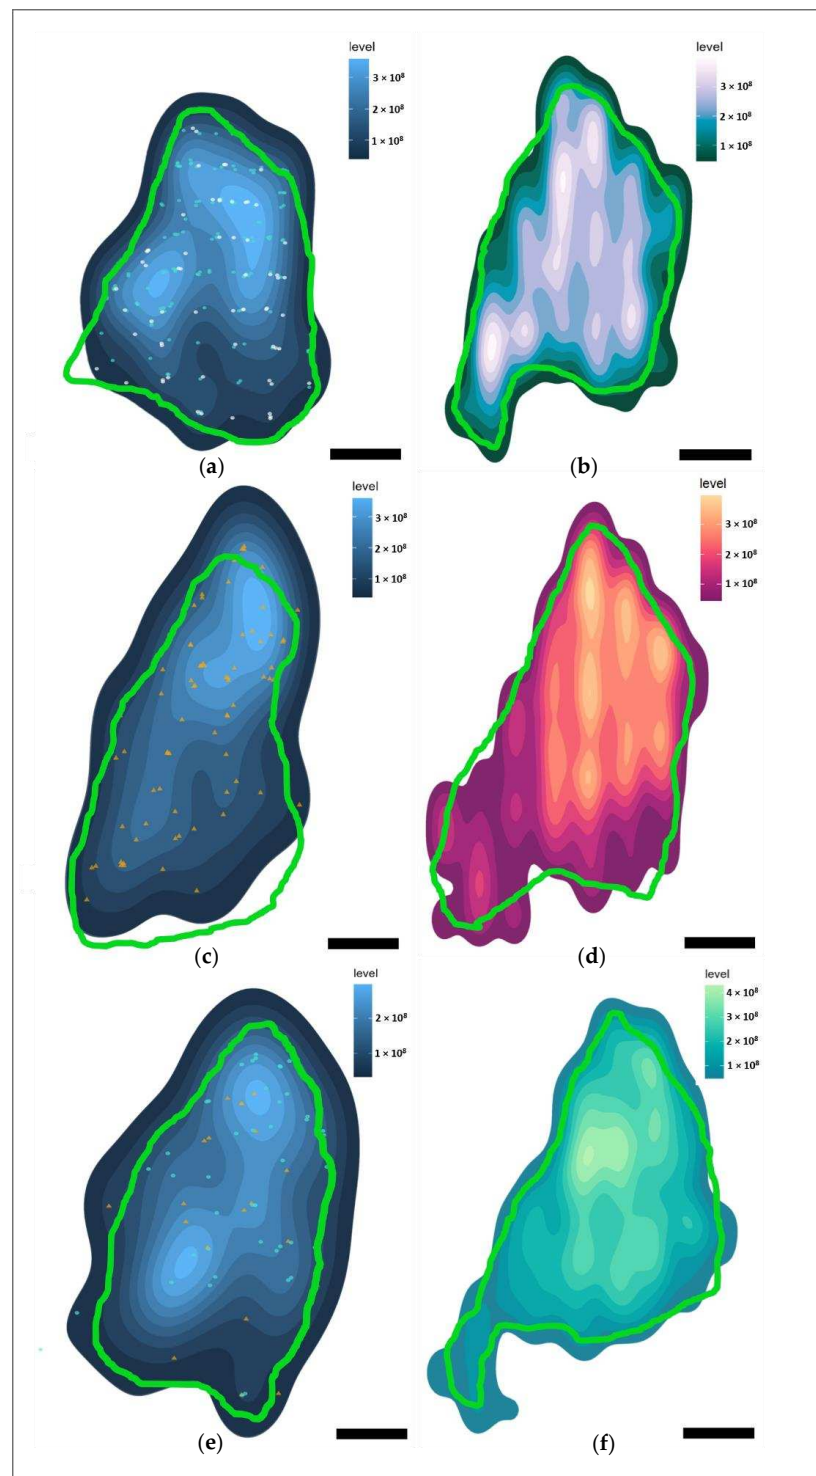 level
3 × 10⁸
2 × 10⁸
1 × 10⁸
(a)
level
3 × 10⁸
2 × 10⁸
1 × 10⁸
(b)
level
3 × 10⁸
2 × 10⁸
1 × 10⁸
(c)
level
3 × 10⁸
2 × 10⁸
1 × 10⁸
(d)
level
2 × 10⁸
1 × 10⁸
(e)
level
4 × 10⁸
3 × 10⁸
2 × 10⁸
1 × 10⁸
(f)